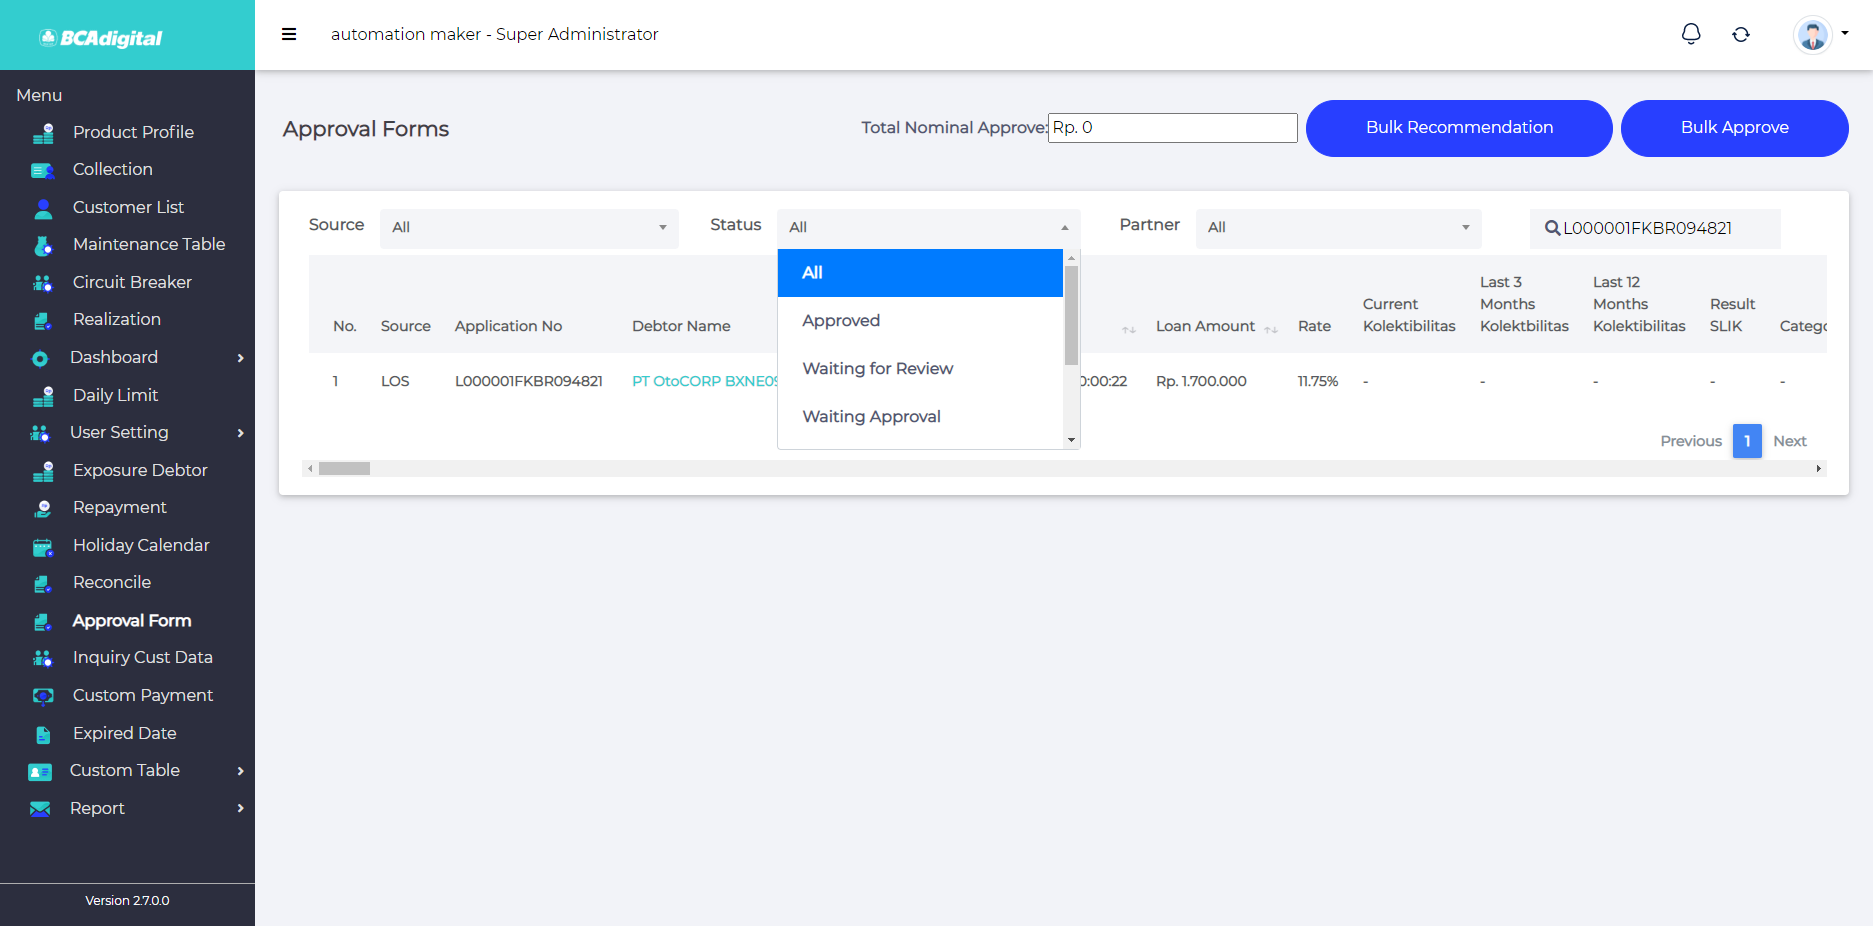 BCAdigital
automation maker - Super Administrator
Menu
Product Profile
Collection
Customer List
Maintenance Table
Circuit Breaker
Realization
Dashboard
Daily Limit
User Setting
Exposure Debtor
Repayment
Holiday Calendar
Reconcile
Approval Form
Inquiry Cust Data
Custom Payment
Expired Date
Custom Table
Report
Version 2.7.0.0
Approval Forms
Total Nominal Approve: Rp. 0
Bulk Recommendation
Bulk Approve
Source All
Status All
Partner All
L000001FKBR094821
All
Approved
Waiting for Review
Waiting Approval
No. Source Application No Debtor Name Loan Amount Rate Current Kolektibilitas Last 3 Months Kolektbilitas Last 12 Months Kolektibilitas Result SLIK Catego
1 LOS L000001FKBR094821 PT OtoCORP BXNE09 0:00:22 Rp. 1.700.000 11.75% - - - - -
Previous 1 Next